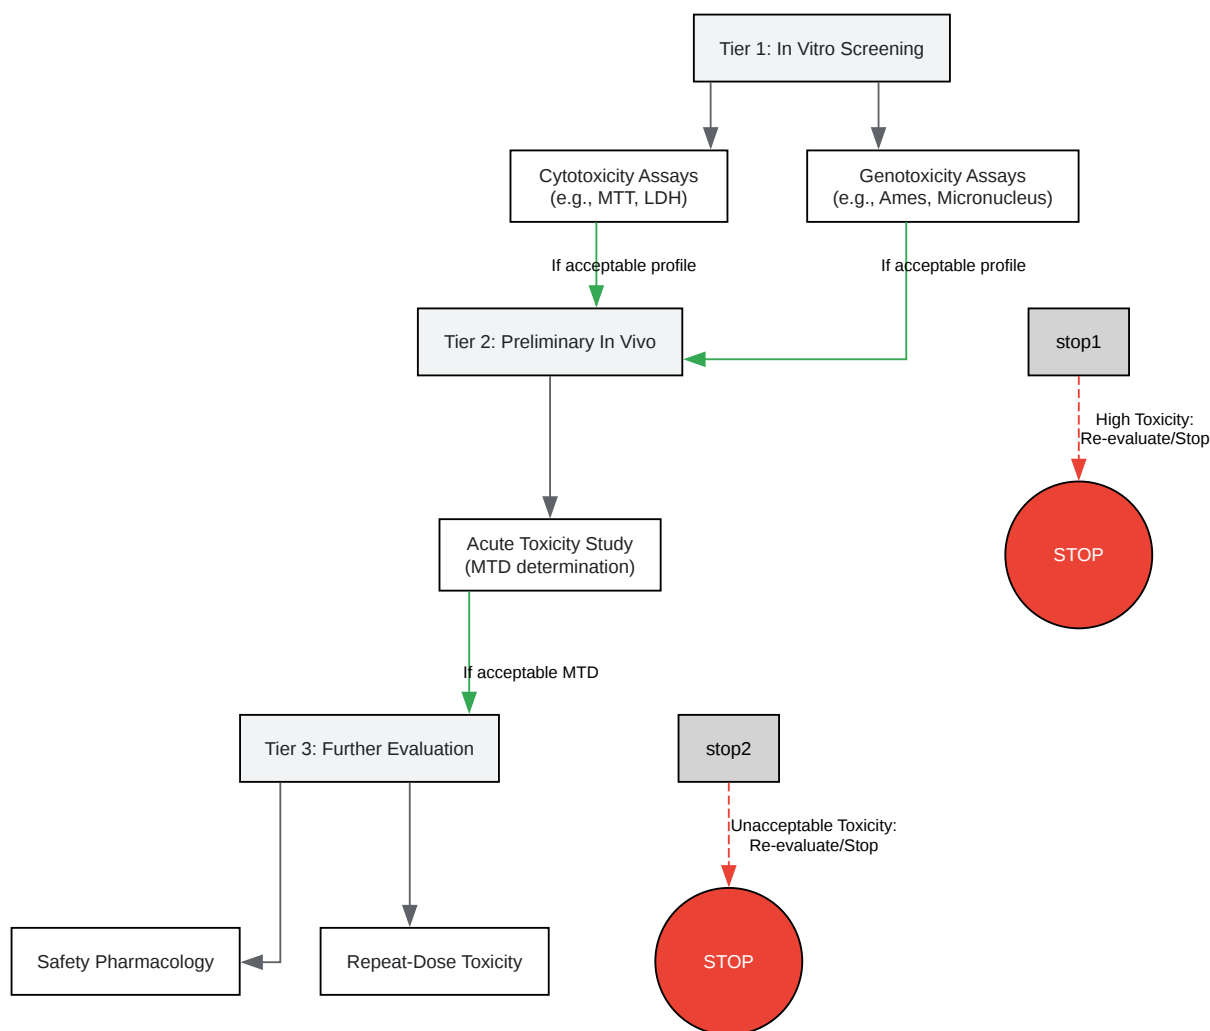 Tier 1: In Vitro Screening
Cytotoxicity Assays
(e.g., MTT, LDH)
Genotoxicity Assays
(e.g., Ames, Micronucleus)
If acceptable profile
If acceptable profile
Tier 2: Preliminary In Vivo
stop1
High Toxicity:
Re-evaluate/Stop
Acute Toxicity Study
(MTD determination)
STOP
If acceptable MTD
Tier 3: Further Evaluation
stop2
Unacceptable Toxicity:
Re-evaluate/Stop
Safety Pharmacology
Repeat-Dose Toxicity
STOP